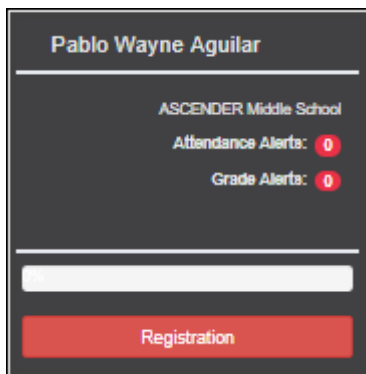 Pablo Wayne Aguilar
ASCENDER Middle School
Attendance Alerts: 0
Grade Alerts: 0
Registration